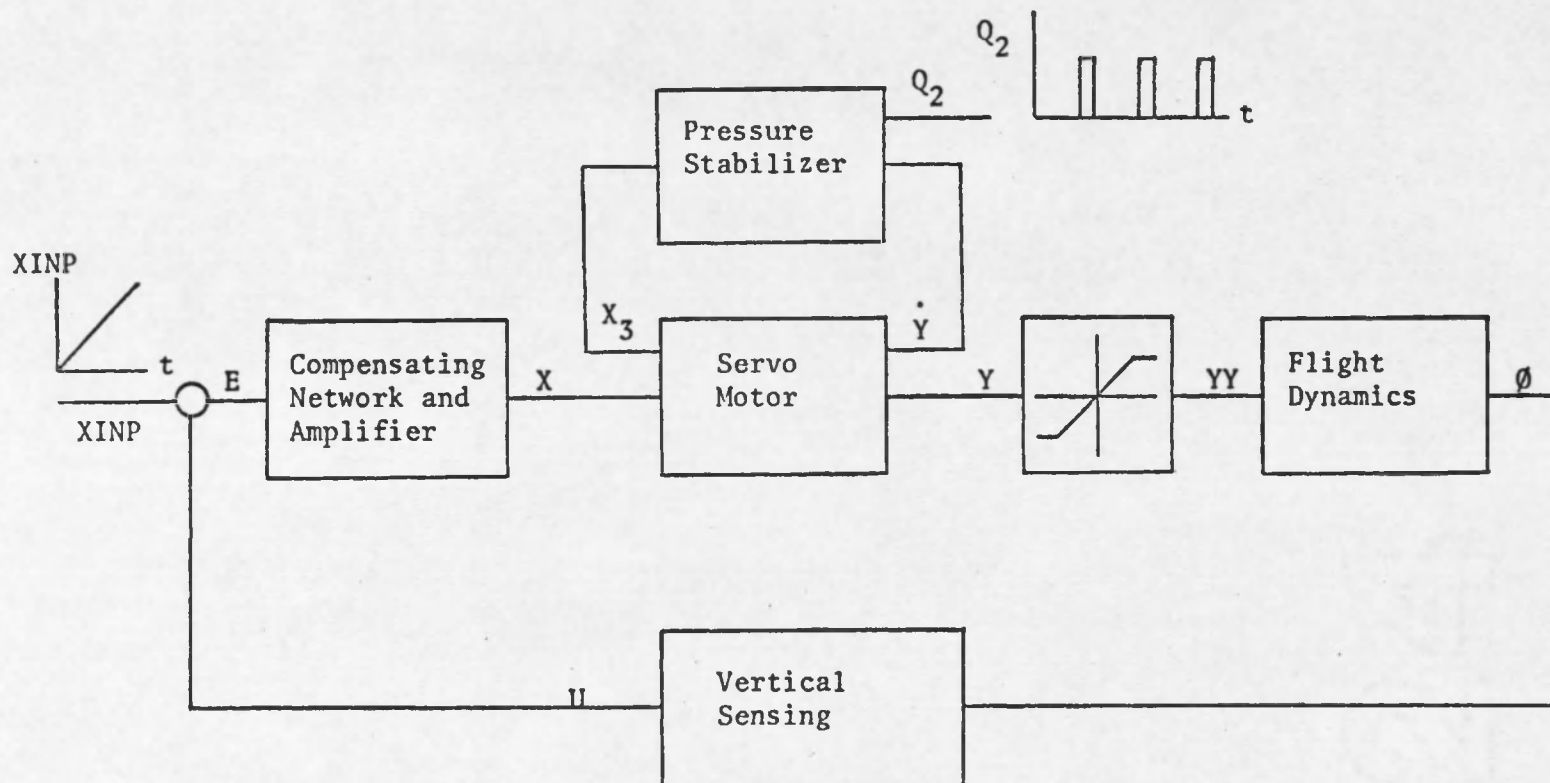 Q2
t
Q2
Pressure
Stabilizer
XINP
t
XINP
E
Compensating
Network and
Amplifier
X
X3
Servo
Motor
Ẏ
Y
YY
Flight
Dynamics
Ø
U
Vertical
Sensing